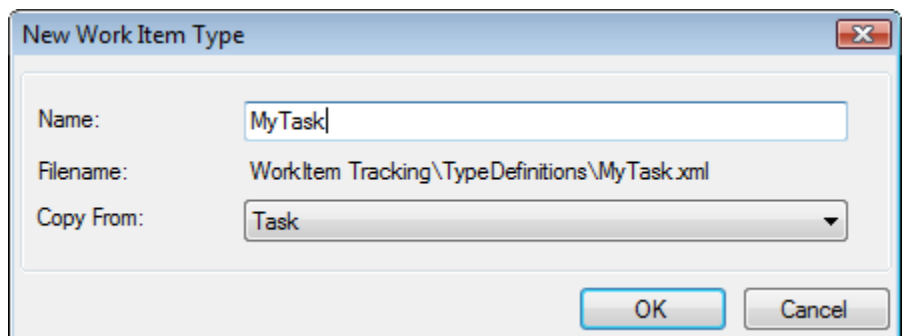 New Work Item Type
Name: MyTask
Filename: WorkItem Tracking\TypeDefinitions\MyTask.xml
Copy From: Task
OK Cancel